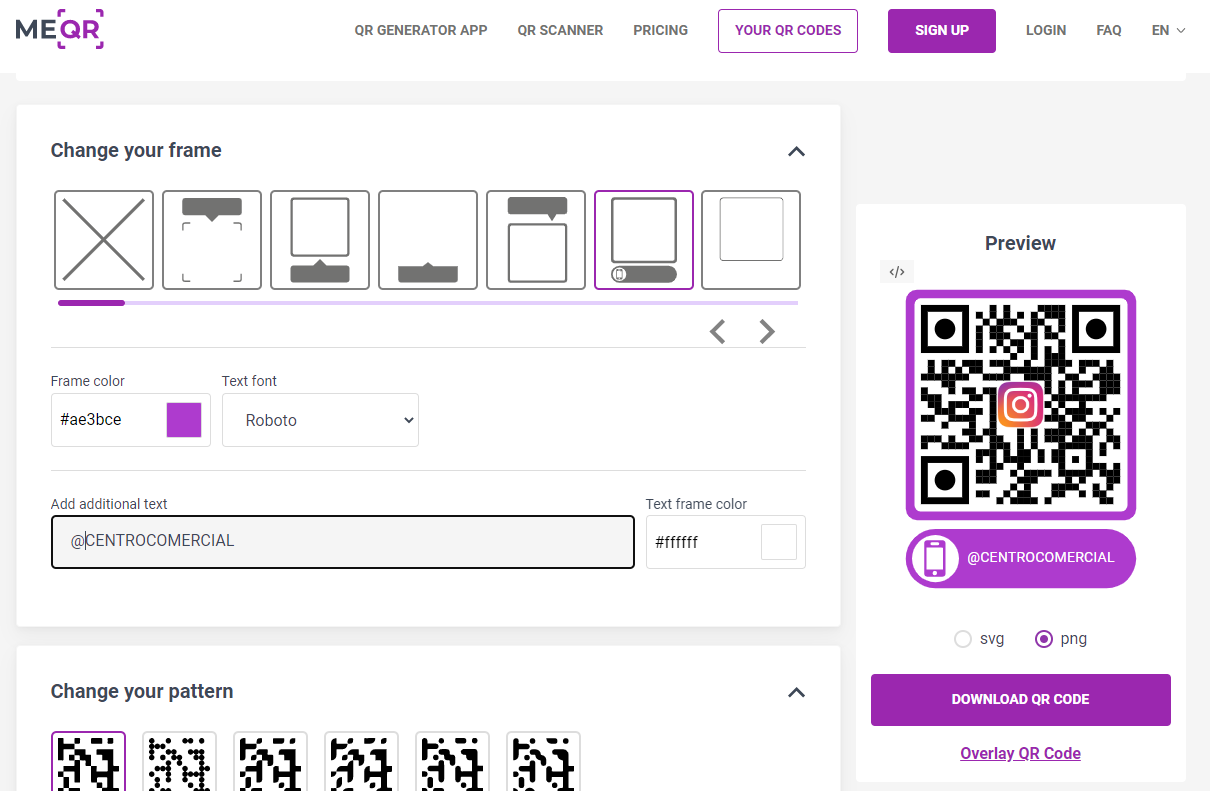 MEQR
QR GENERATOR APP
QR SCANNER
PRICING
YOUR QR CODES
SIGN UP
LOGIN
FAQ
EN
Change your frame
Frame color
Text font
#ae3bce
Roboto
Add additional text
Text frame color
@CENTROCOMERCIAL
#ffffff
Change your pattern
Preview
</>
@CENTROCOMERCIAL
svg
png
DOWNLOAD QR CODE
Overlay QR Code